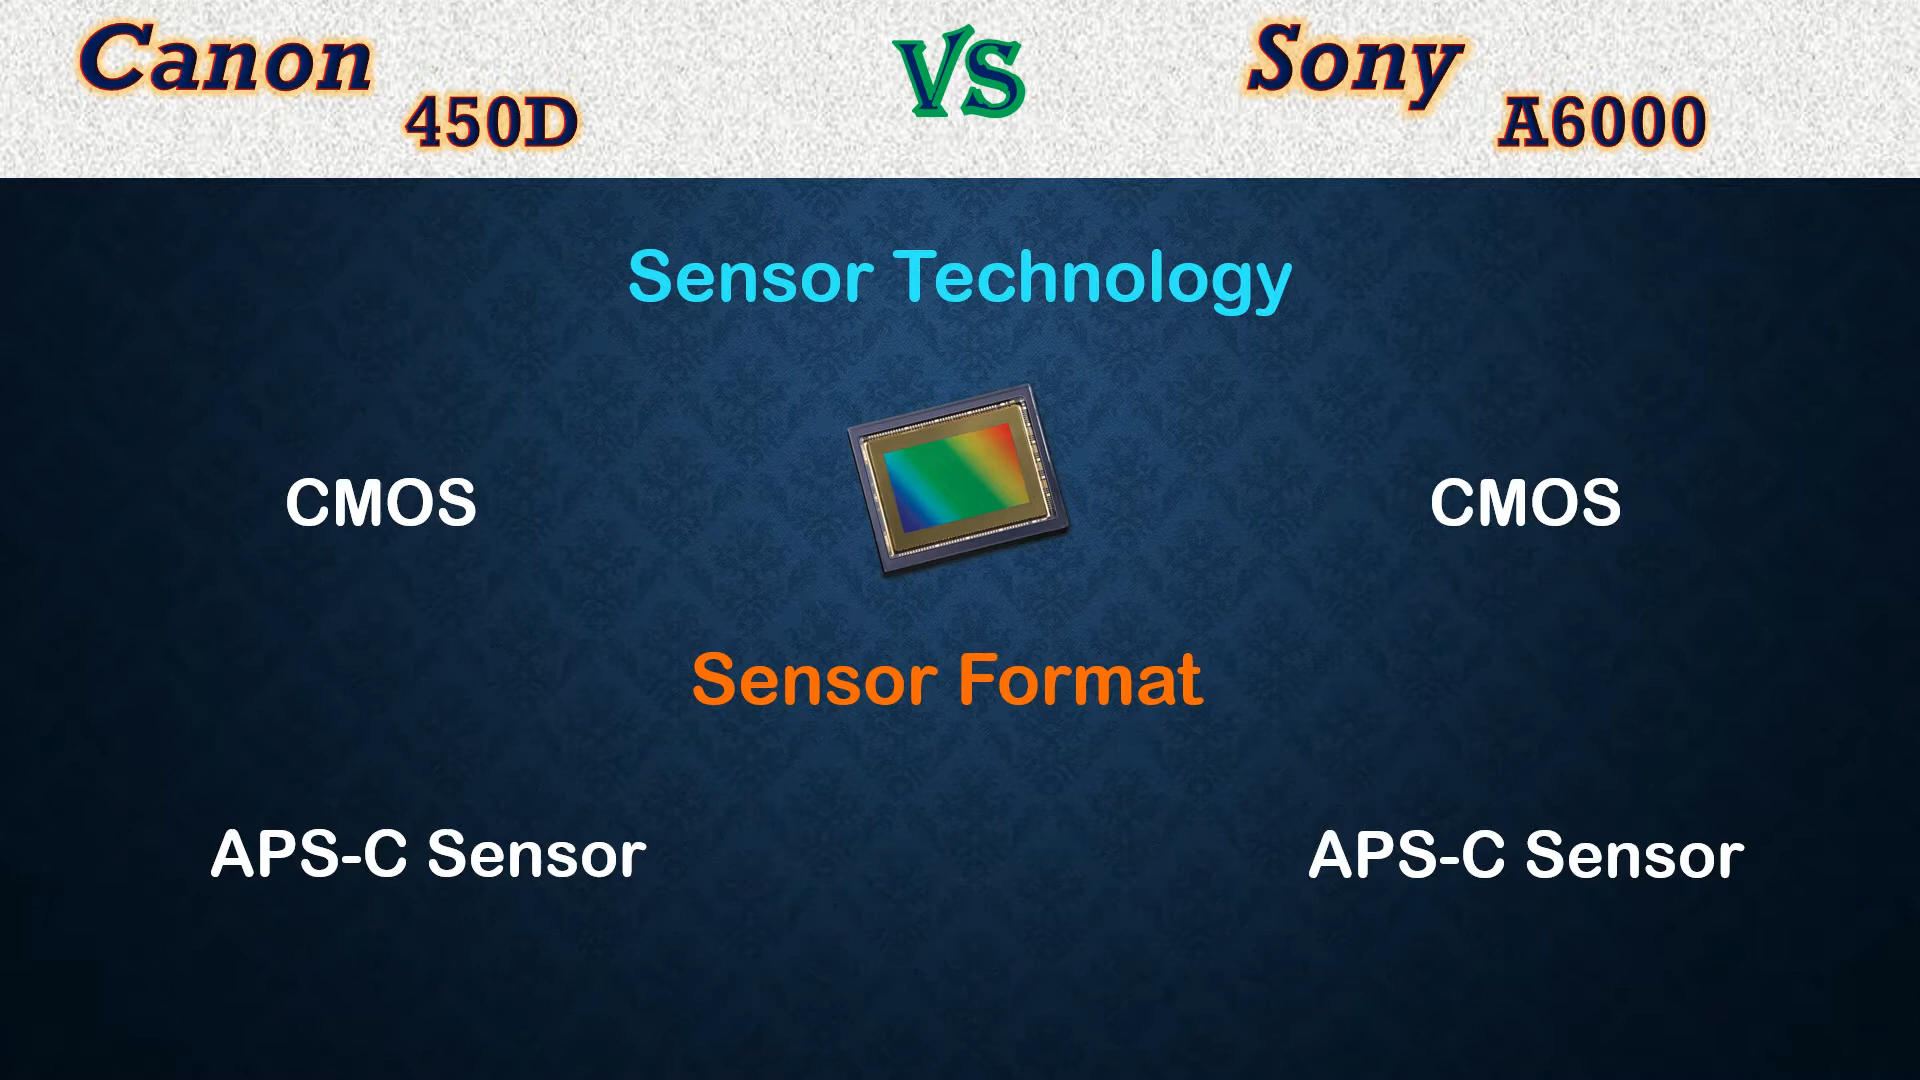 Canon VS Sony
450D A6000
Sensor Technology
CMOS CMOS
Sensor Format
APS-C Sensor APS-C Sensor